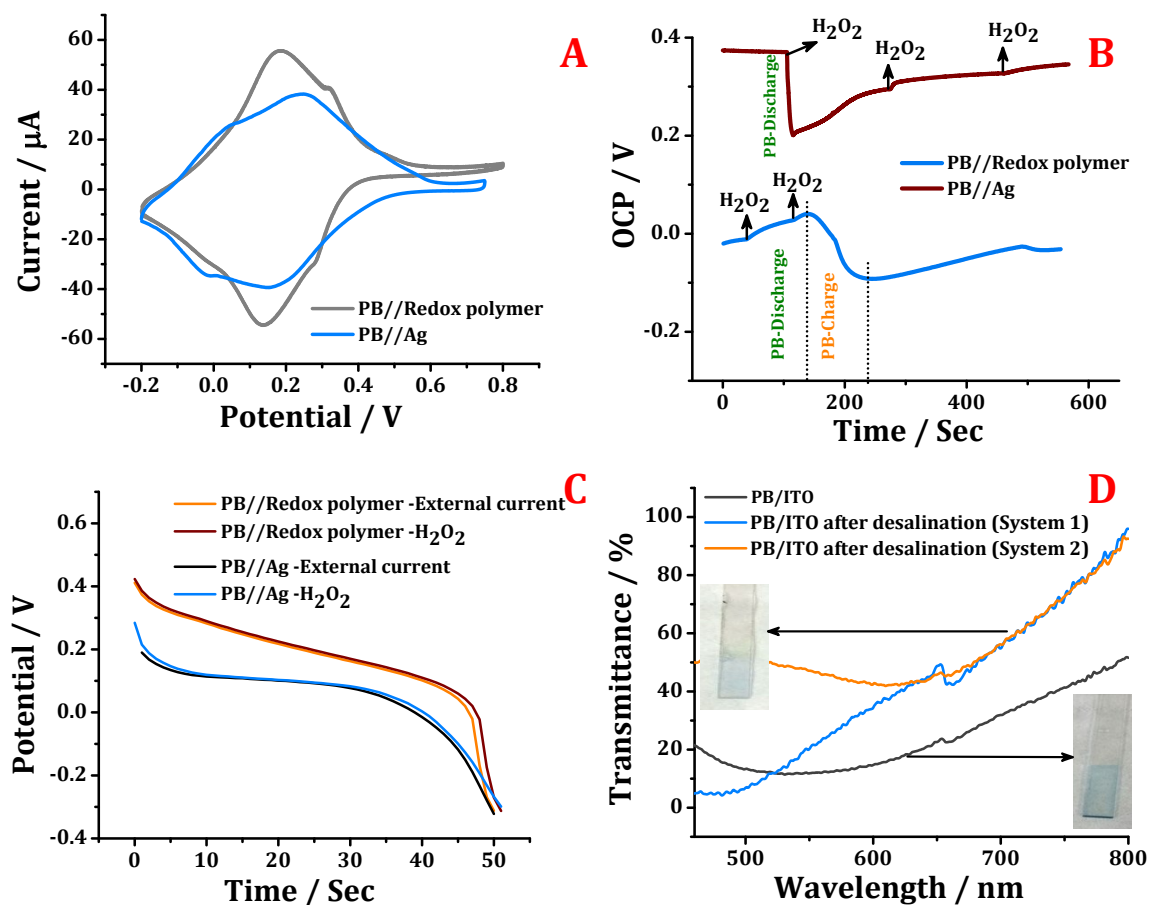 A
60
40
20
0
-20
-40
-60
Current / µA
PB//Redox polymer
PB//Ag
-0.2
0.0
0.2
0.4
0.6
0.8
Potential / V
B
0.4
0.2
0.0
-0.2
OCP / V
H2O2
H2O2
H2O2
PB-Discharge
PB//Redox polymer
PB//Ag
H2O2
H2O2
PB-Discharge
PB-Charge
0
200
400
600
Time / Sec
C
0.6
0.4
0.2
0.0
-0.2
-0.4
Potential / V
PB//Redox polymer -External current
PB//Redox polymer -H2O2
PB//Ag -External current
PB//Ag -H2O2
0
10
20
30
40
50
Time / Sec
D
100
80
60
40
20
0
Transmittance / %
PB/ITO
PB/ITO after desalination (System 1)
PB/ITO after desalination (System 2)
500
600
700
800
Wavelength / nm